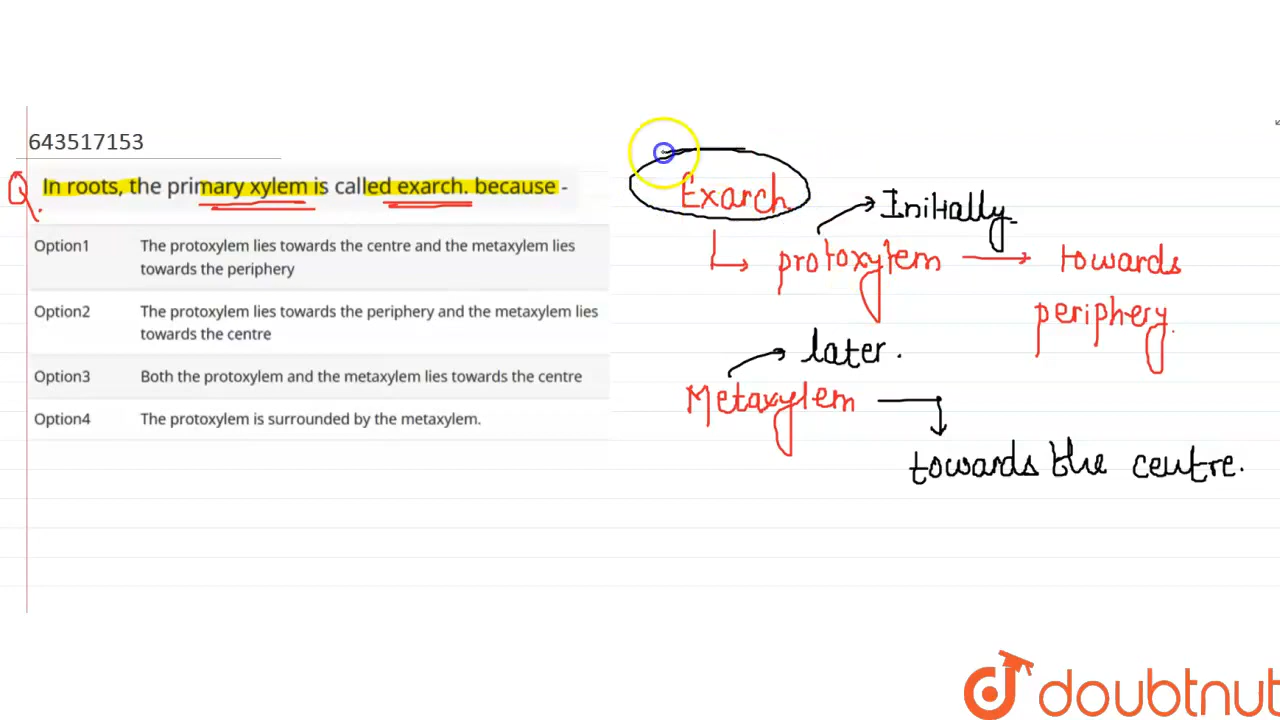 643517153
Q. In roots, the primary xylem is called exarch. because -
Option1 The protoxylem lies towards the centre and the metaxylem lies
towards the periphery
Option2 The protoxylem lies towards the periphery and the metaxylem lies
towards the centre
Option3 Both the protoxylem and the metaxylem lies towards the centre
Option4 The protoxylem is surrounded by the metaxylem.
Exarch
Initially
protoxylem → towards
periphery.
later.
Metaxylem
towards the centre.
doubtnut